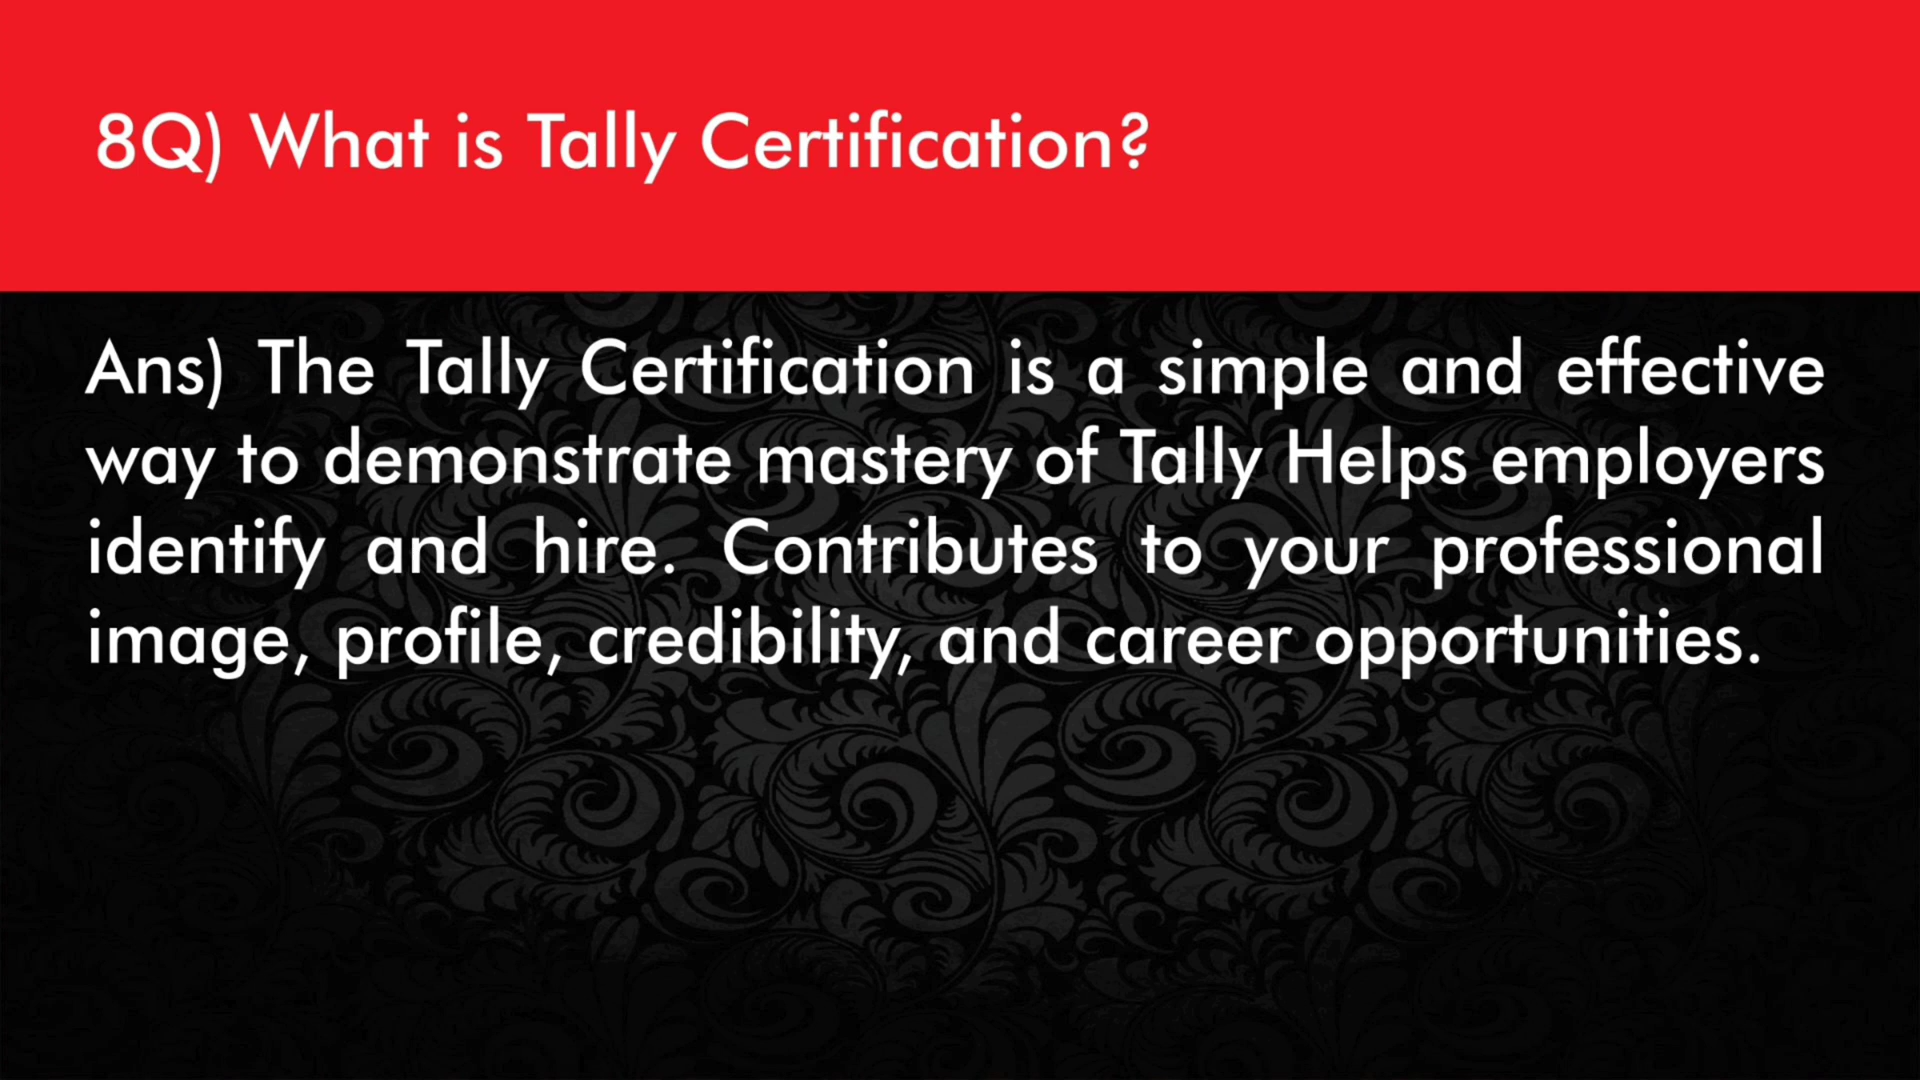 8Q) What is Tally Certification?
Ans) The Tally Certification is a simple and effective
way to demonstrate mastery of Tally Helps employers
identify and hire. Contributes to your professional
image, profile, credibility, and career opportunities.